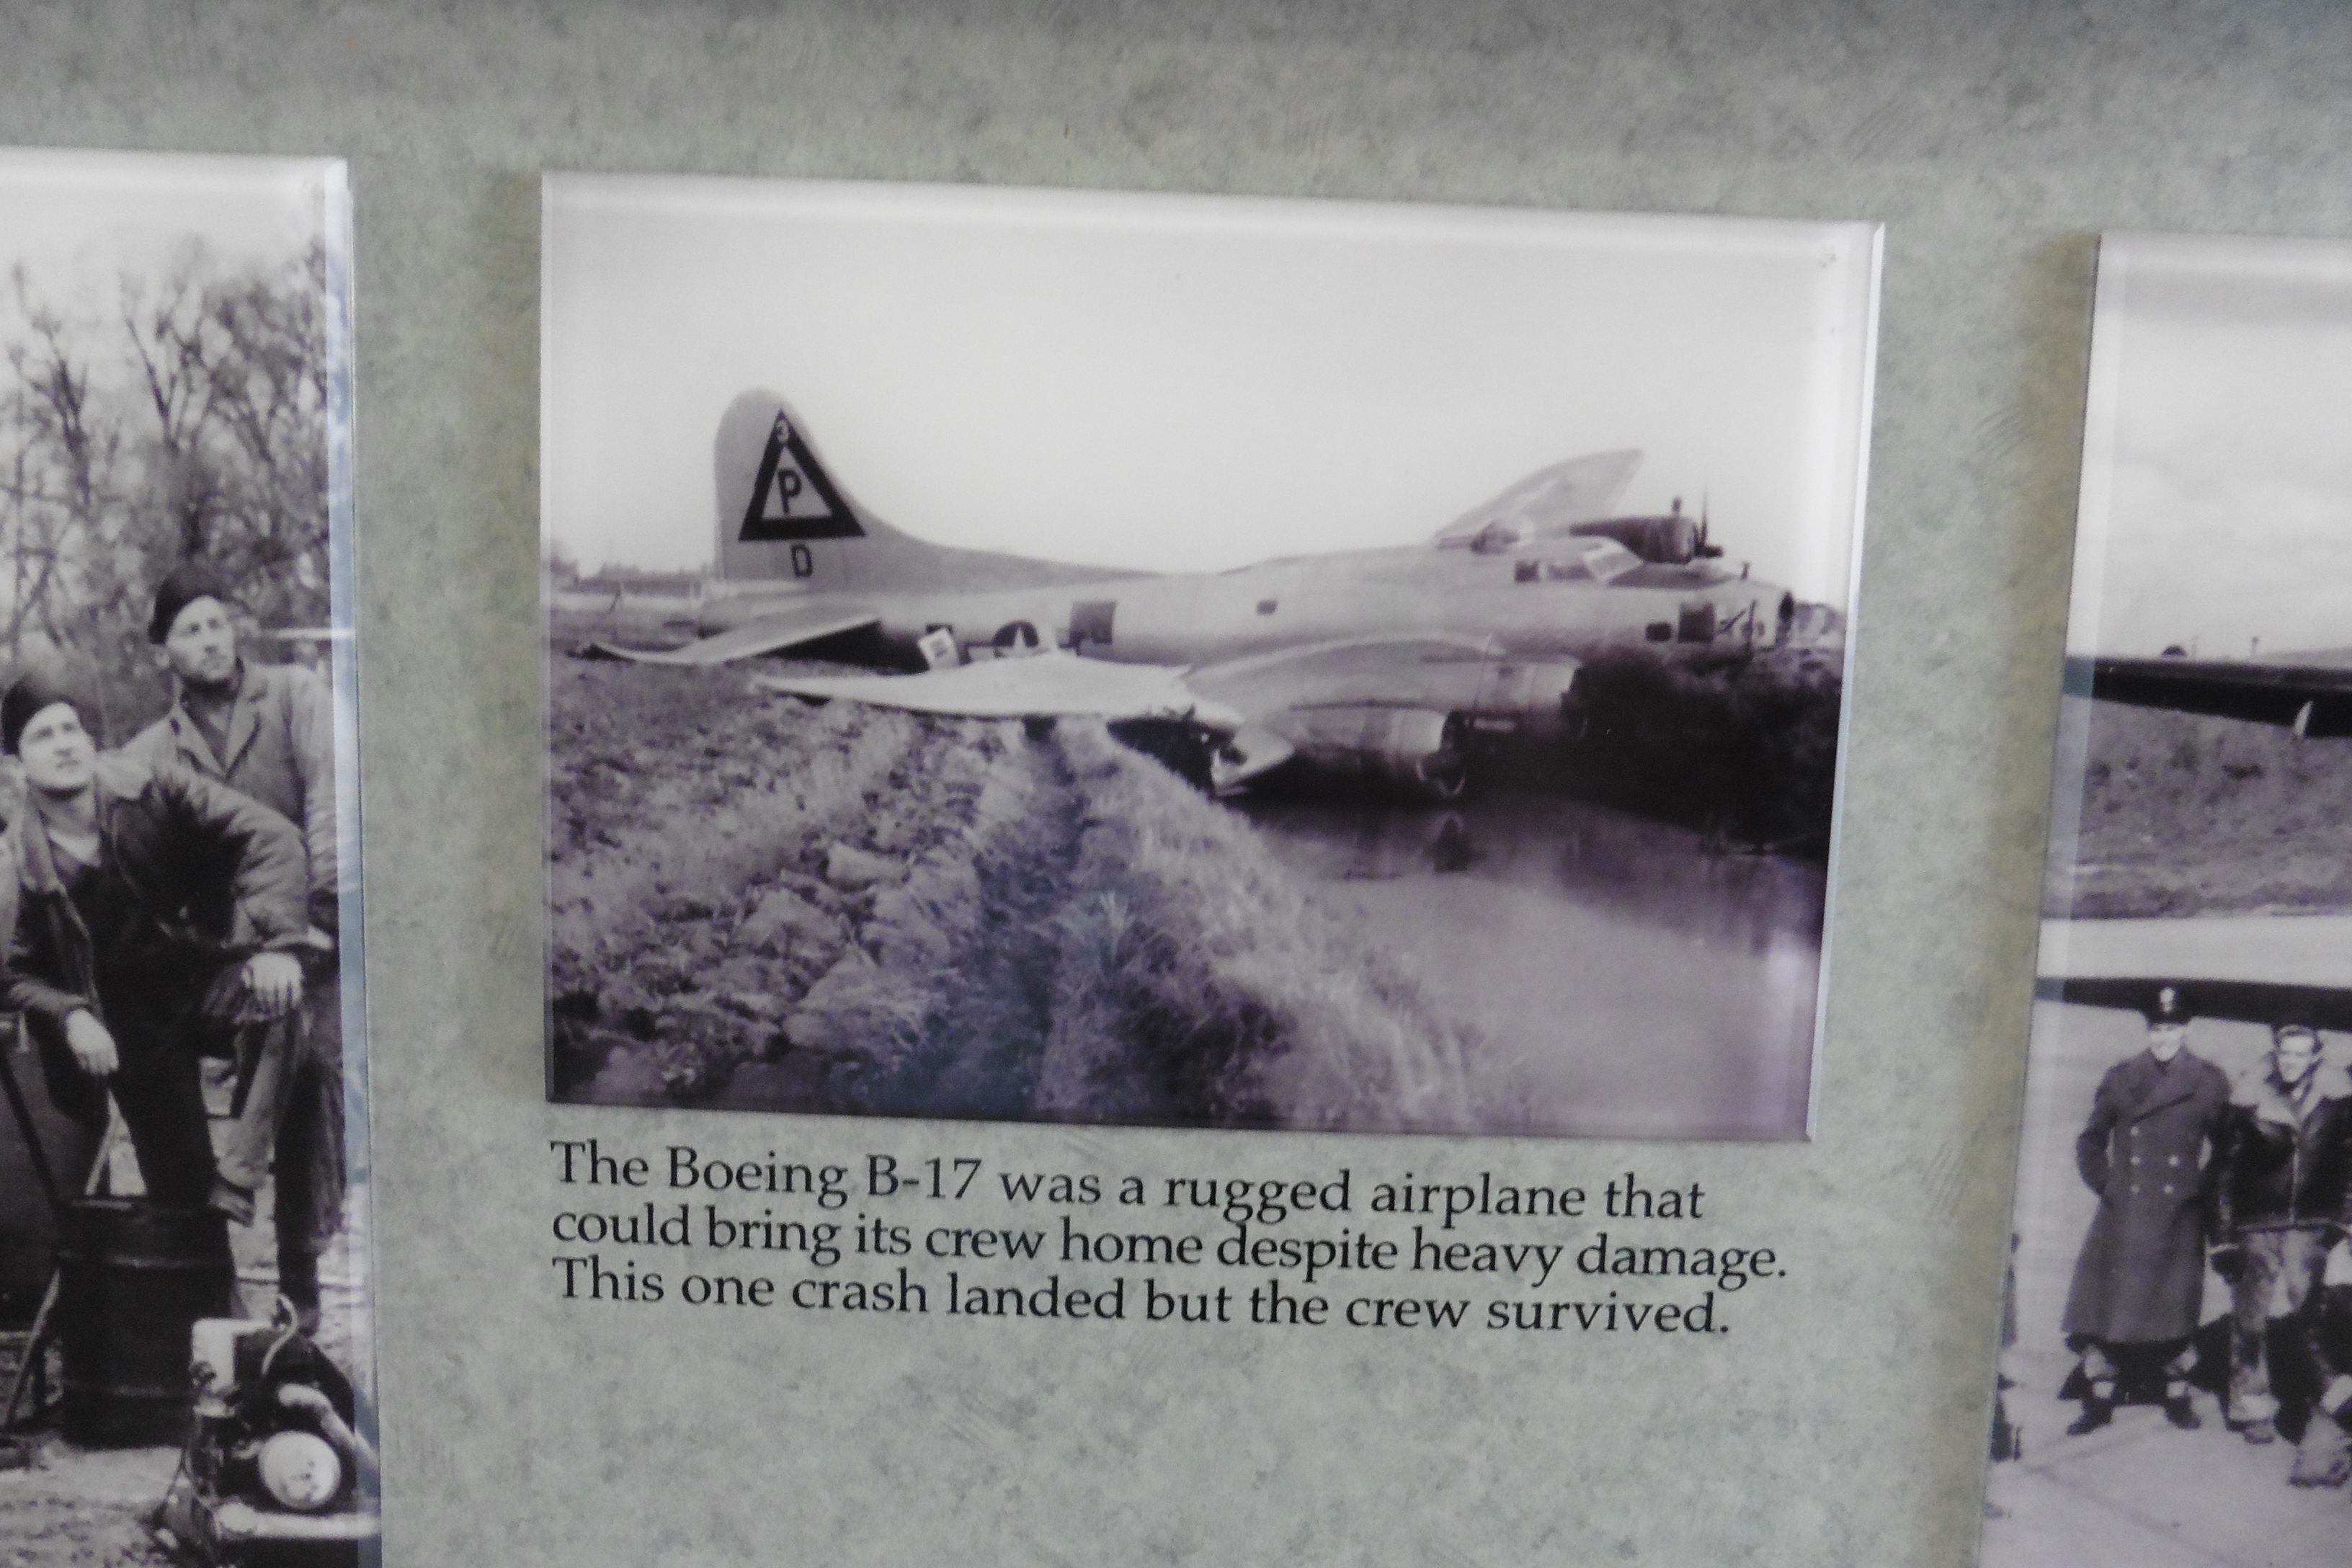 3
P
D
The Boeing B-17 was a rugged airplane that
could bring its crew home despite heavy damage.
This one crash landed but the crew survived.